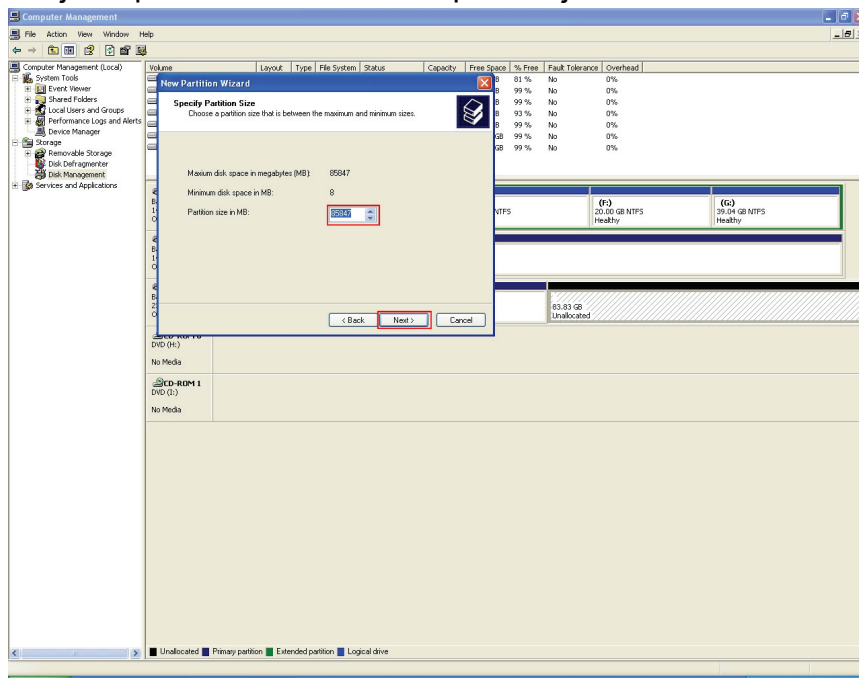 Computer Management
File Action View Window Help
Computer Management (Local)
System Tools
Event Viewer
Shared Folders
Local Users and Groups
Performance Logs and Alerts
Device Manager
Storage
Removable Storage
Disk Defragmenter
Disk Management
Services and Applications
Volume Layout Type File System Status Capacity Free Space % Free Fault Tolerance Overhead
B 81 % No 0%
B 99 % No 0%
B 99 % No 0%
B 93 % No 0%
GB 99 % No 0%
GB 99 % No 0%
New Partition Wizard
Specify Partition Size
Choose a partition size that is between the maximum and minimum sizes.
Maxium disk space in megabytes (MB): 85847
Minimum disk space in MB: 8
Partition size in MB: 85847
< Back Next > Cancel
NTFS
(F:)
20.00 GB NTFS
Healthy
(G:)
39.04 GB NTFS
Healthy
83.83 GB
Unallocated
DVD (H:)
No Media
CD-ROM 1
DVD (I:)
No Media
Unallocated Primary partition Extended partition Logical drive